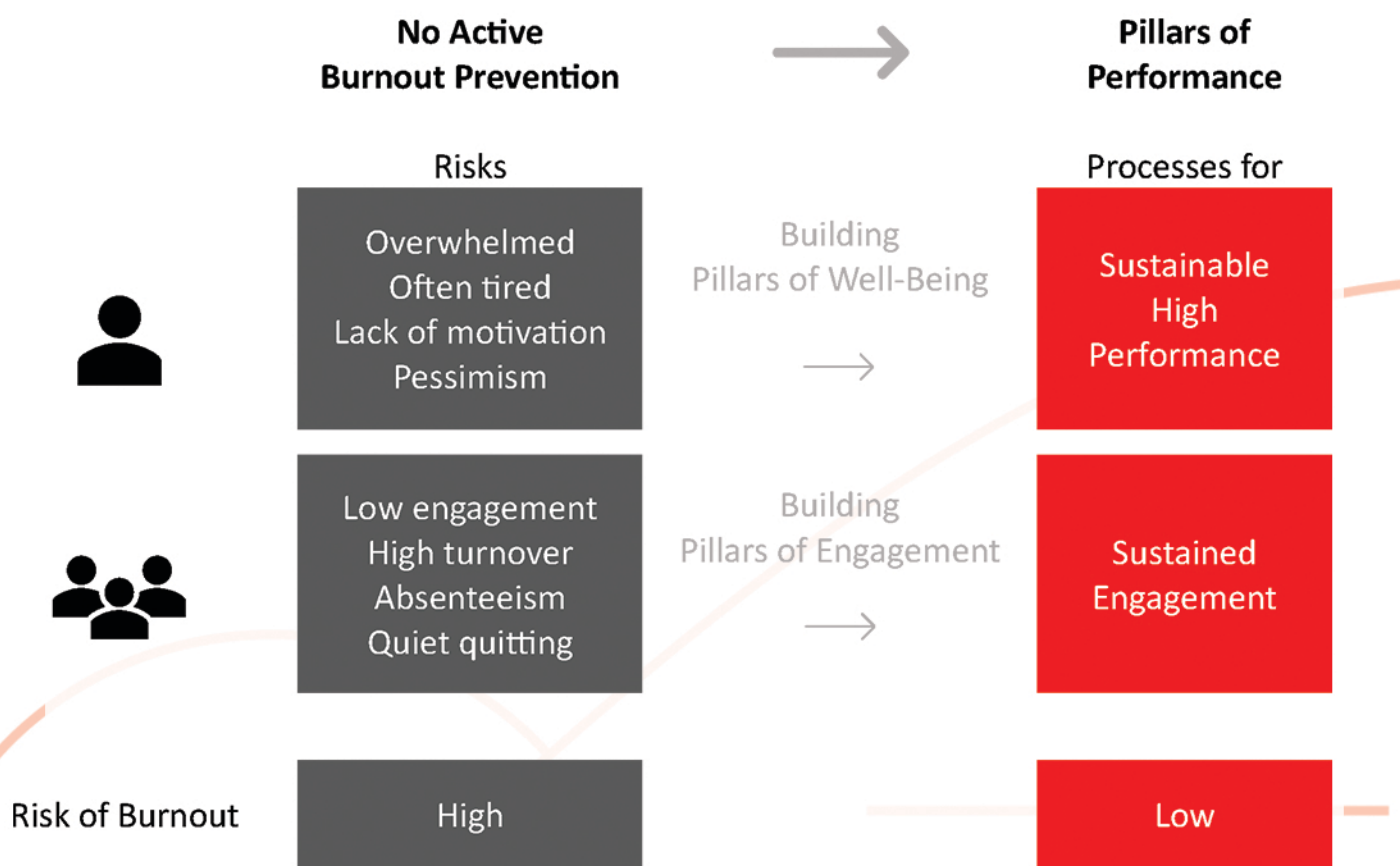 No Active
Burnout Prevention
Pillars of
Performance
Risks
Processes for
Overwhelmed
Often tired
Lack of motivation
Pessimism
Building
Pillars of Well-Being
Sustainable
High
Performance
Low engagement
High turnover
Absenteeism
Quiet quitting
Building
Pillars of Engagement
Sustained
Engagement
Risk of Burnout
High
Low